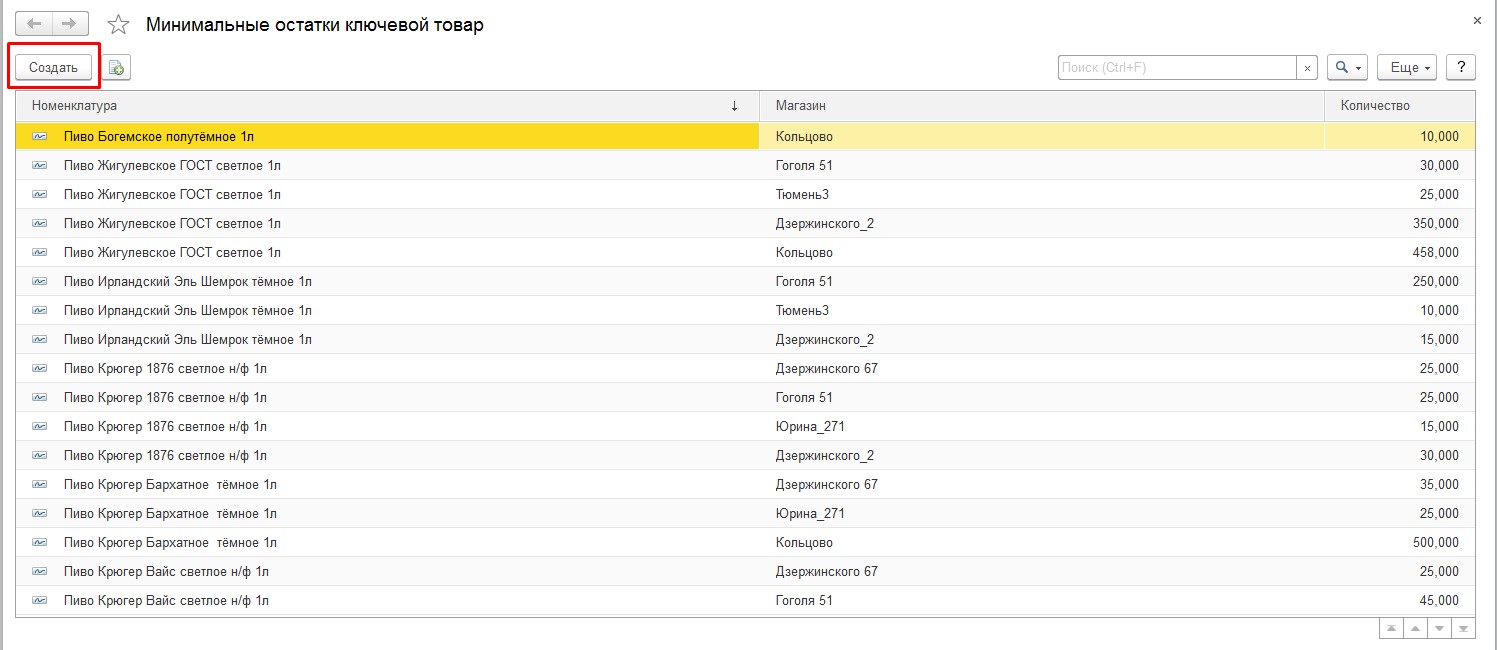 Минимальные остатки ключевой товар ×
Создать Поиск (Ctrl+F) × Еще ?
Номенклатура ↓ Магазин Количество
Пиво Богемское полутёмное 1л Кольцово 10,000
Пиво Жигулевское ГОСТ светлое 1л Гоголя 51 30,000
Пиво Жигулевское ГОСТ светлое 1л Тюмень3 25,000
Пиво Жигулевское ГОСТ светлое 1л Дзержинского_2 350,000
Пиво Жигулевское ГОСТ светлое 1л Кольцово 458,000
Пиво Ирландский Эль Шемрок тёмное 1л Гоголя 51 250,000
Пиво Ирландский Эль Шемрок тёмное 1л Тюмень3 10,000
Пиво Ирландский Эль Шемрок тёмное 1л Дзержинского_2 15,000
Пиво Крюгер 1876 светлое н/ф 1л Дзержинского 67 25,000
Пиво Крюгер 1876 светлое н/ф 1л Гоголя 51 25,000
Пиво Крюгер 1876 светлое н/ф 1л Юрина_271 15,000
Пиво Крюгер 1876 светлое н/ф 1л Дзержинского_2 30,000
Пиво Крюгер Бархатное  тёмное 1л Дзержинского 67 35,000
Пиво Крюгер Бархатное  тёмное 1л Юрина_271 25,000
Пиво Крюгер Бархатное  тёмное 1л Кольцово 500,000
Пиво Крюгер Вайс светлое н/ф 1л Дзержинского 67 25,000
Пиво Крюгер Вайс светлое н/ф 1л Гоголя 51 45,000